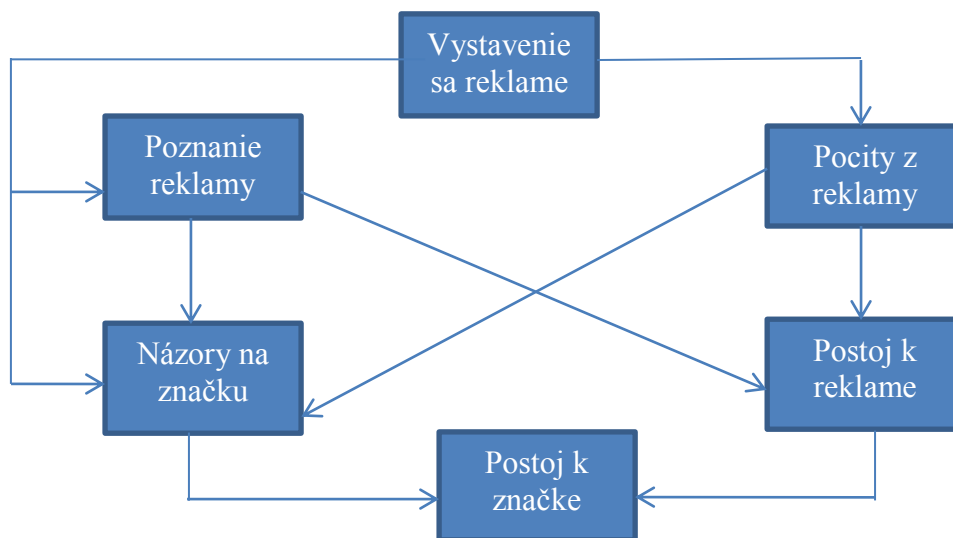 Vystavenie
sa reklame
Poznanie
reklamy
Pocity z
reklamy
Názory na
značku
Postoj k
reklame
Postoj k
značke